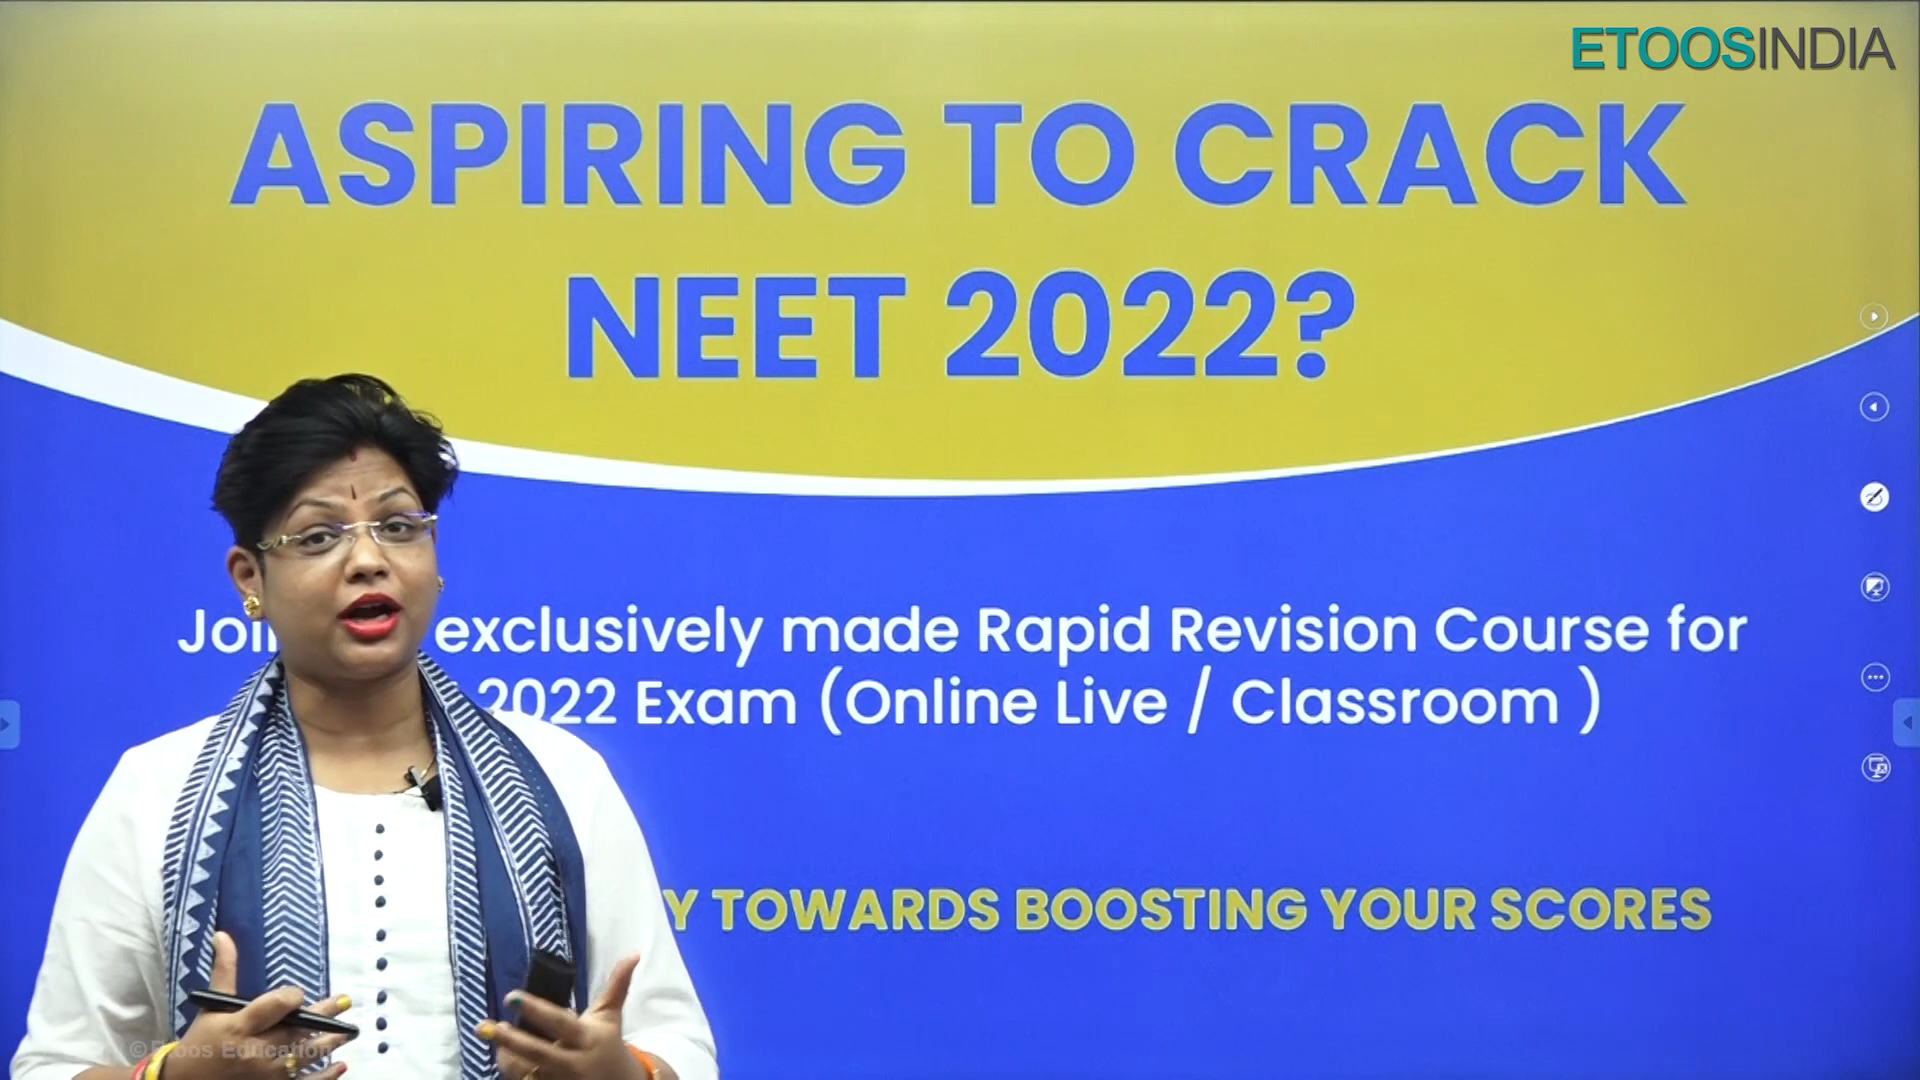 ETOOSINDIA
ASPIRING TO CRACK
NEET 2022?
exclusively made Rapid Revision Course for
2022 Exam (Online Live / Classroom )
TOWARDS BOOSTING YOUR SCORES
Education